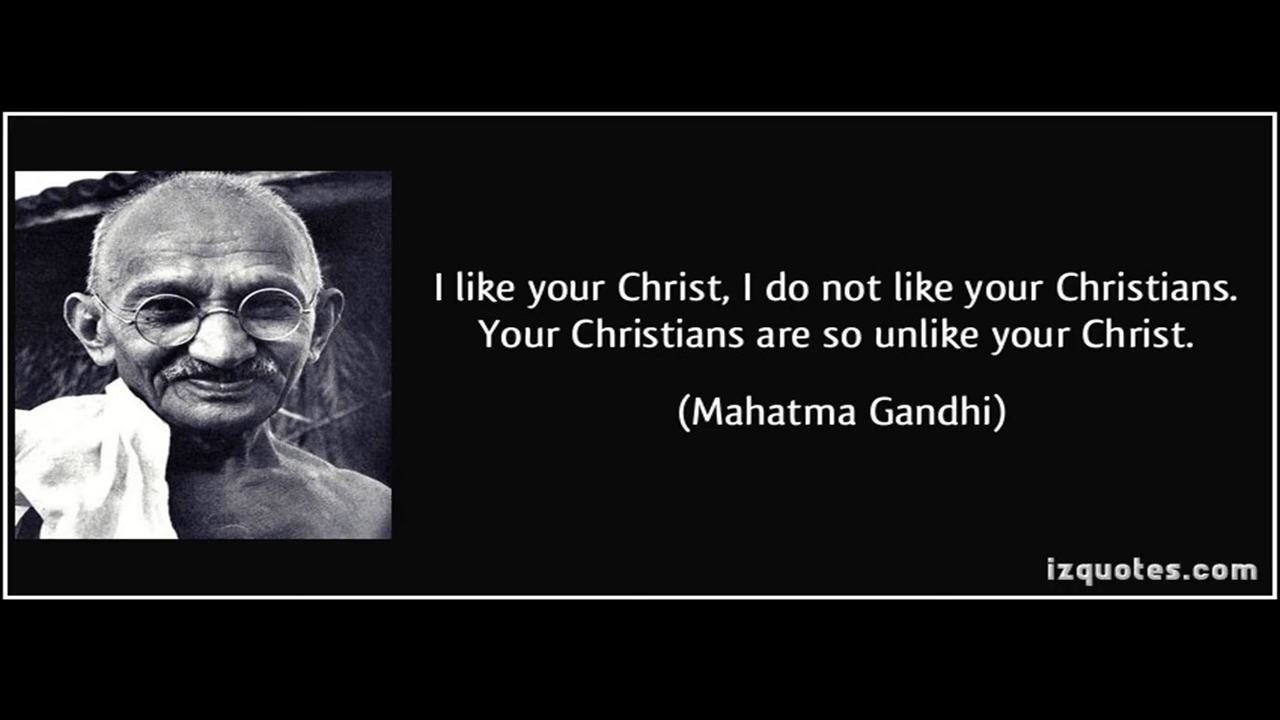 I like your Christ, I do not like your Christians.
Your Christians are so unlike your Christ.
(Mahatma Gandhi)
izquotes.com